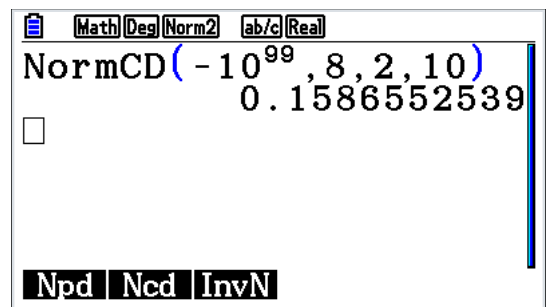 Math Deg Norm2 ab/c Real
NormCD(-10⁹⁹,8,2,10)
0.1586552539
Npd Ncd InvN